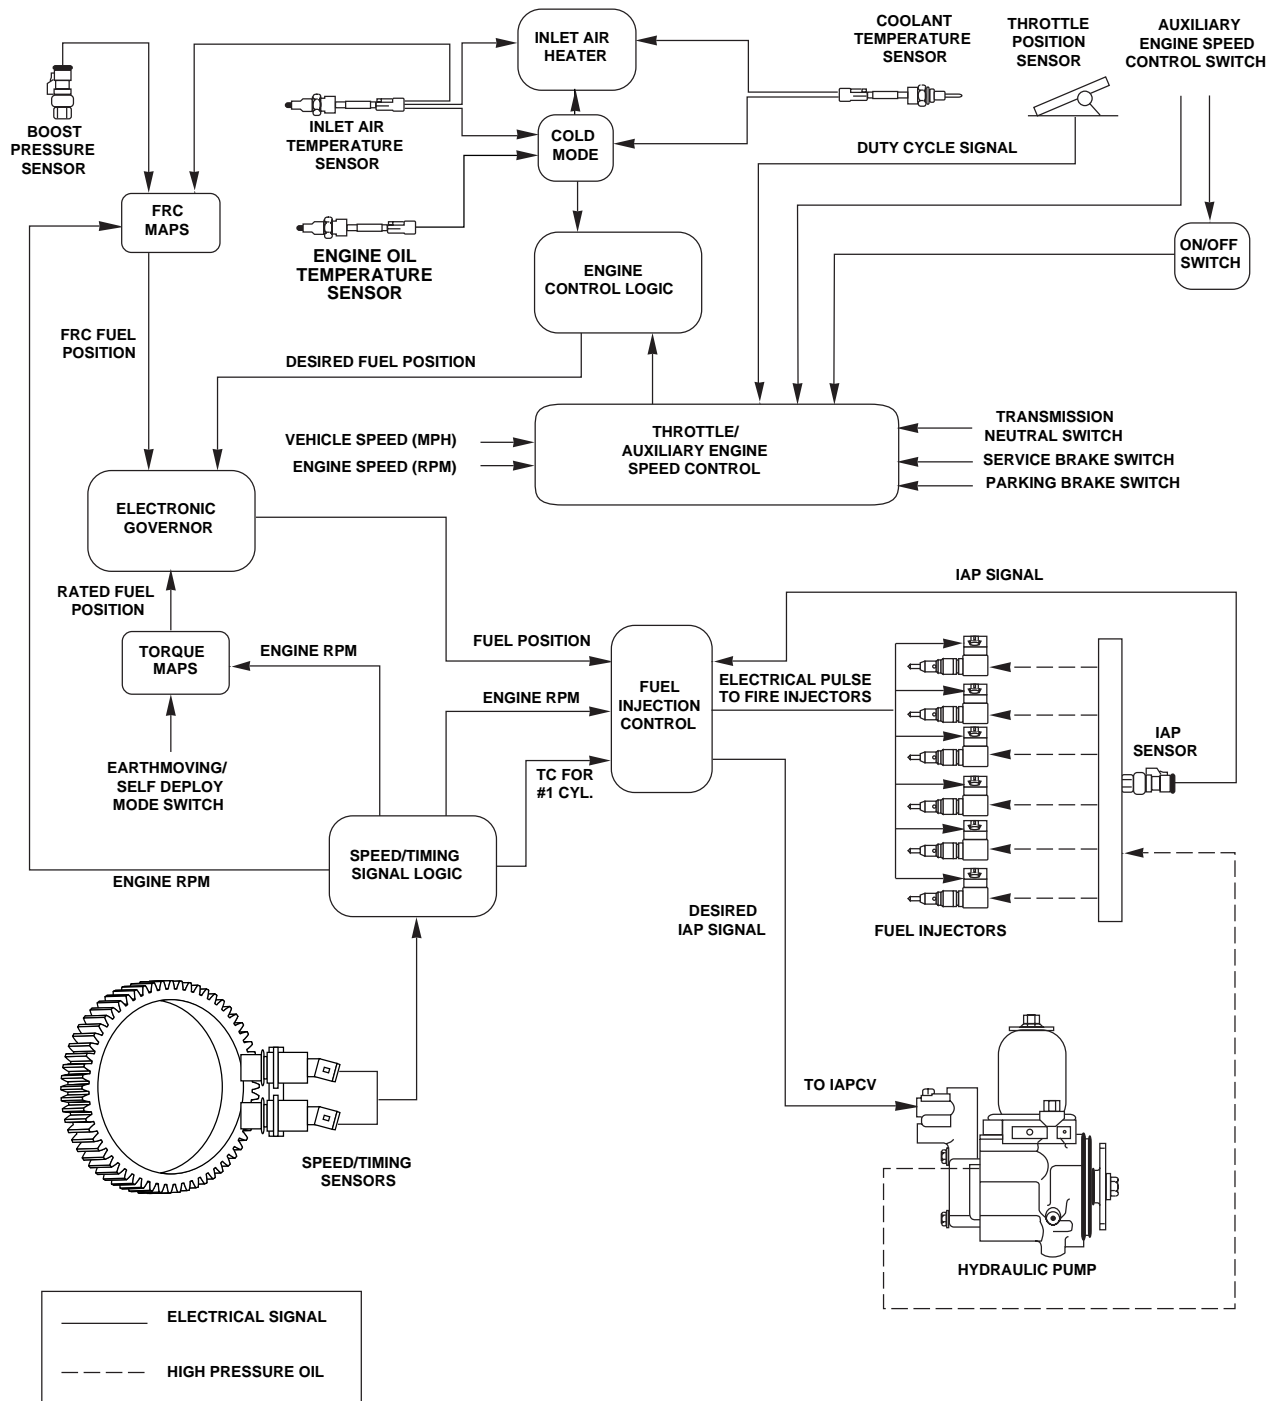 INLET AIR
HEATER
COOLANT
TEMPERATURE
SENSOR
THROTTLE
POSITION
SENSOR
AUXILIARY
ENGINE SPEED
CONTROL SWITCH
BOOST
PRESSURE
SENSOR
INLET AIR
TEMPERATURE
SENSOR
COLD
MODE
DUTY CYCLE SIGNAL
FRC
MAPS
ENGINE OIL
TEMPERATURE
SENSOR
ENGINE
CONTROL LOGIC
ON/OFF
SWITCH
FRC FUEL
POSITION
DESIRED FUEL POSITION
VEHICLE SPEED (MPH)
ENGINE SPEED (RPM)
THROTTLE/
AUXILIARY ENGINE
SPEED CONTROL
TRANSMISSION
NEUTRAL SWITCH
SERVICE BRAKE SWITCH
PARKING BRAKE SWITCH
ELECTRONIC
GOVERNOR
RATED FUEL
POSITION
IAP SIGNAL
TORQUE
MAPS
ENGINE RPM
FUEL POSITION
ENGINE RPM
FUEL
INJECTION
CONTROL
ELECTRICAL PULSE
TO FIRE INJECTORS
IAP
SENSOR
EARTHMOVING/
SELF DEPLOY
MODE SWITCH
TC FOR
#1 CYL.
SPEED/TIMING
SIGNAL LOGIC
ENGINE RPM
DESIRED
IAP SIGNAL
FUEL INJECTORS
TO IAPCV
SPEED/TIMING
SENSORS
HYDRAULIC PUMP
ELECTRICAL SIGNAL
HIGH PRESSURE OIL